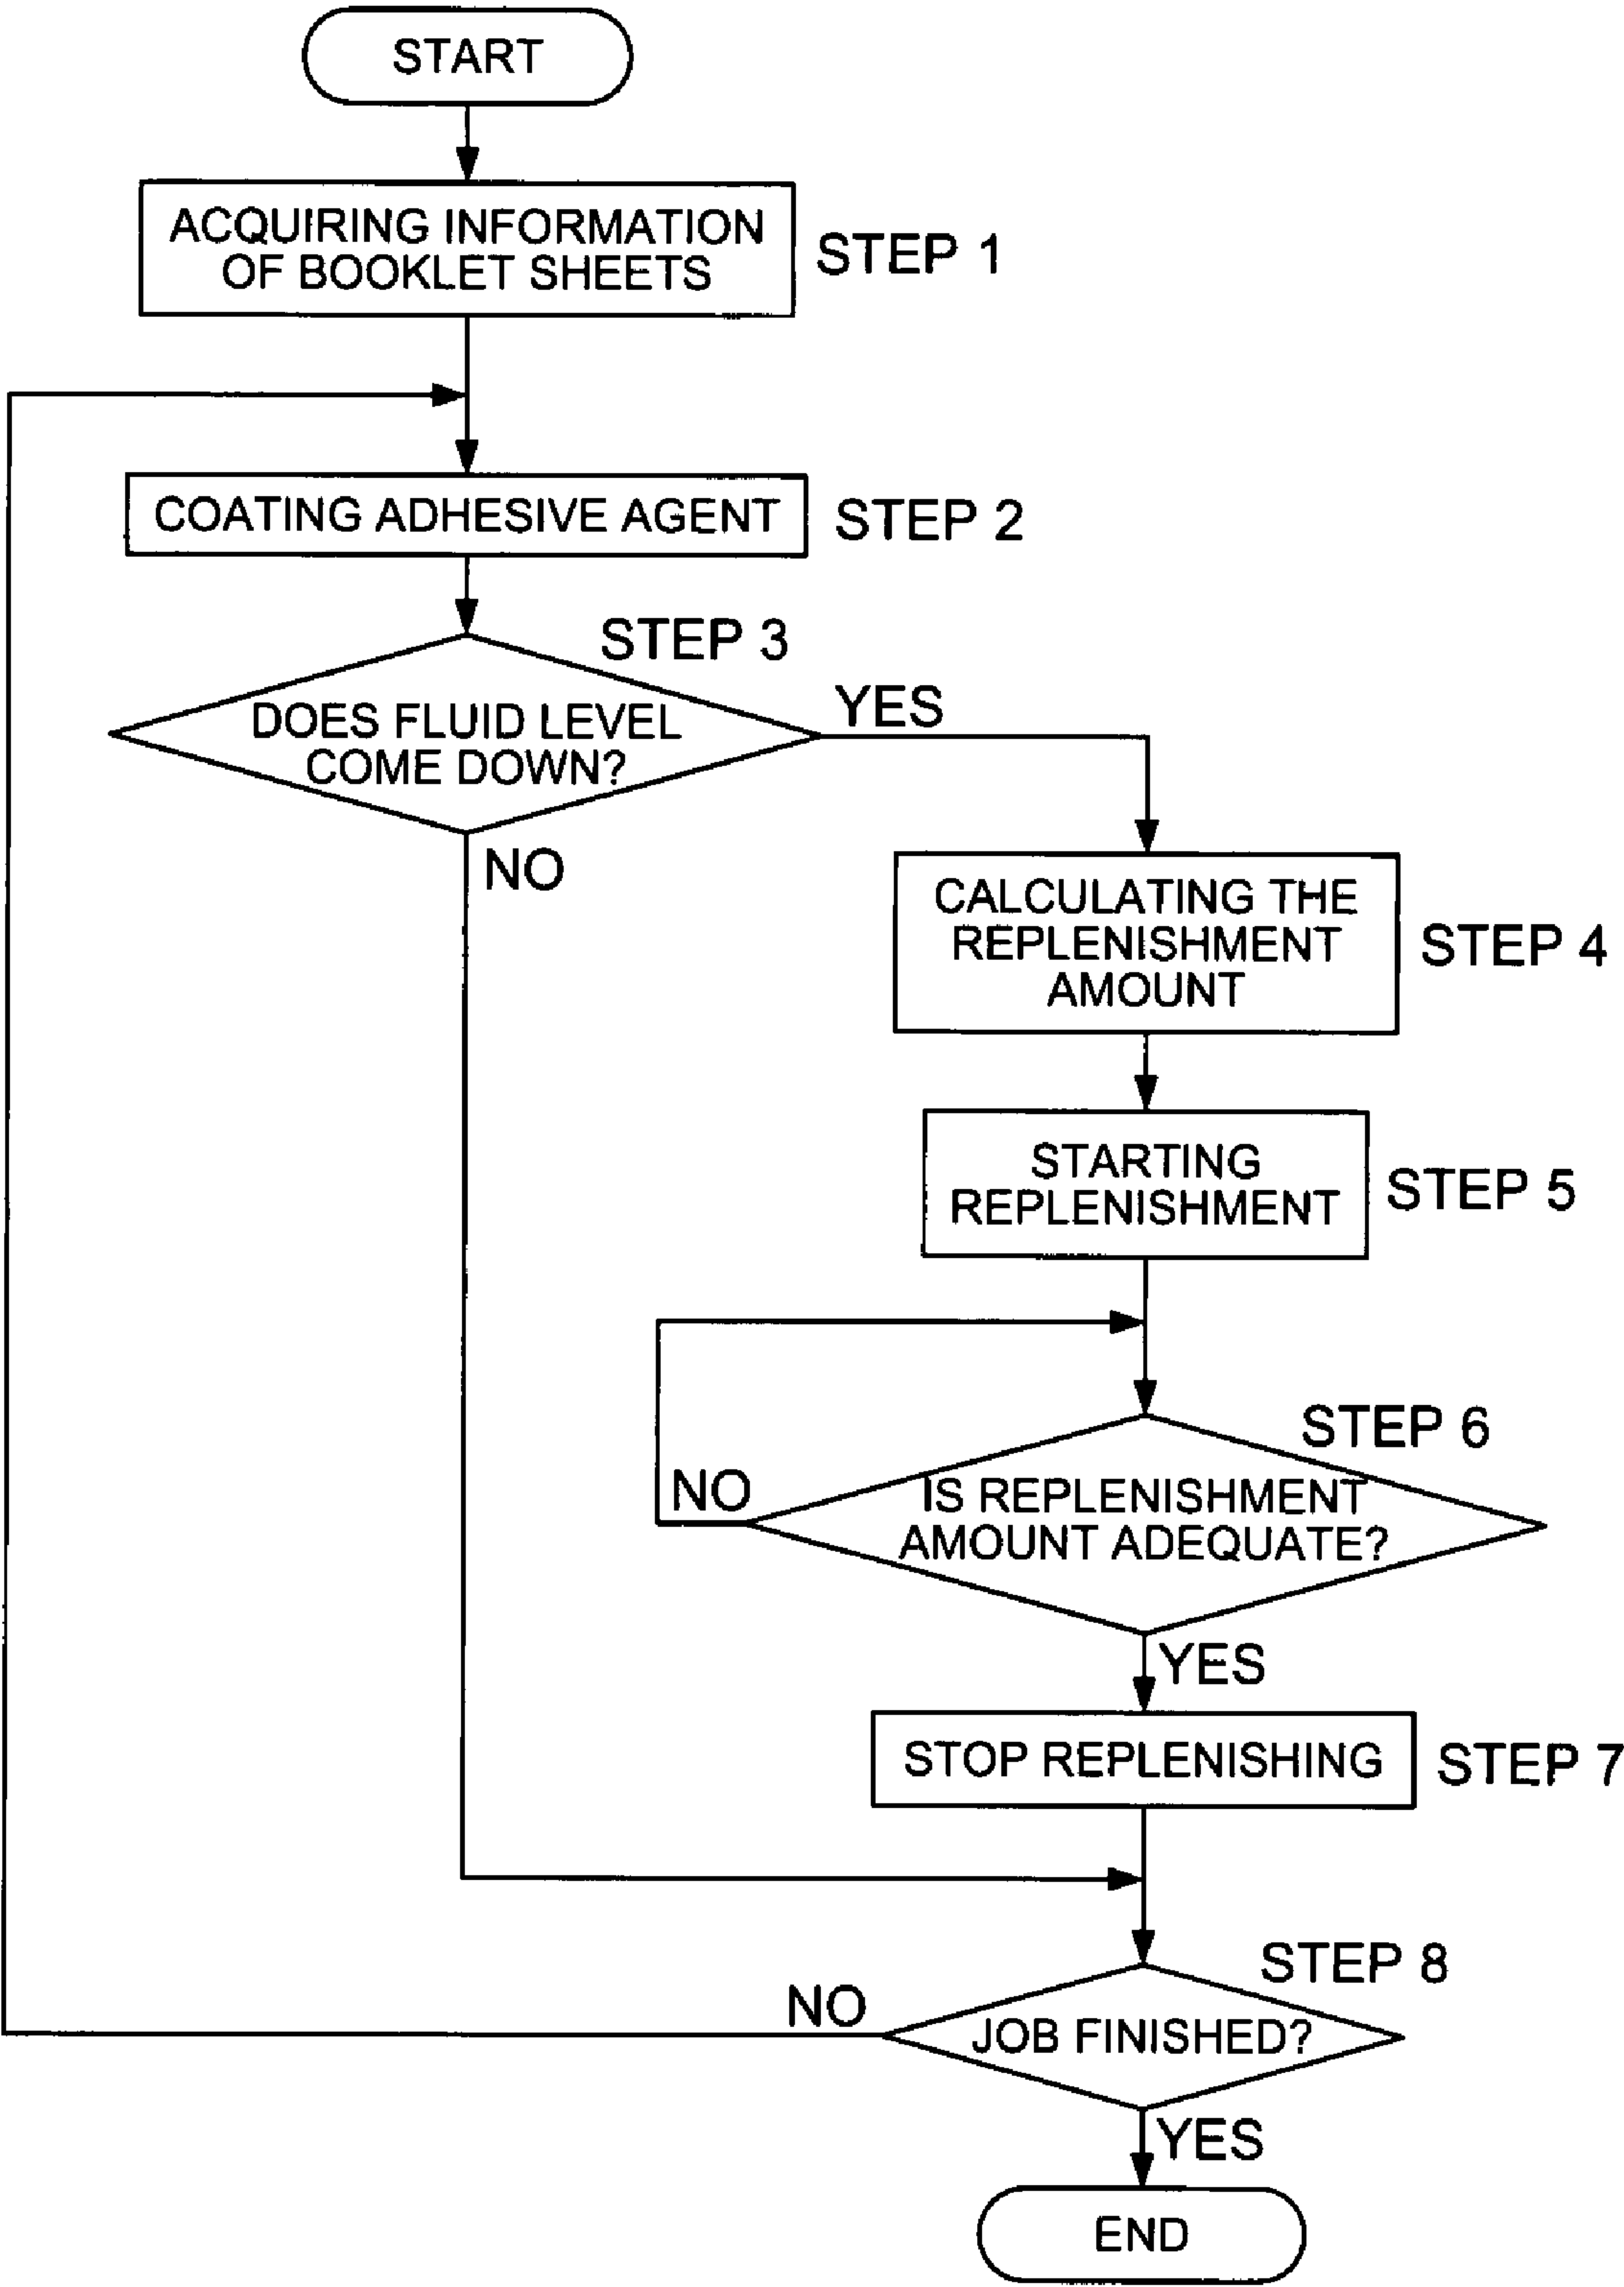 START
ACQUIRING INFORMATION
OF BOOKLET SHEETS
STEP 1
COATING ADHESIVE AGENT
STEP 2
STEP 3
DOES FLUID LEVEL
COME DOWN?
YES
NO
CALCULATING THE
REPLENISHMENT
AMOUNT
STEP 4
STARTING
REPLENISHMENT
STEP 5
STEP 6
IS REPLENISHMENT
AMOUNT ADEQUATE?
NO
YES
STOP REPLENISHING
STEP 7
STEP 8
JOB FINISHED?
NO
YES
END